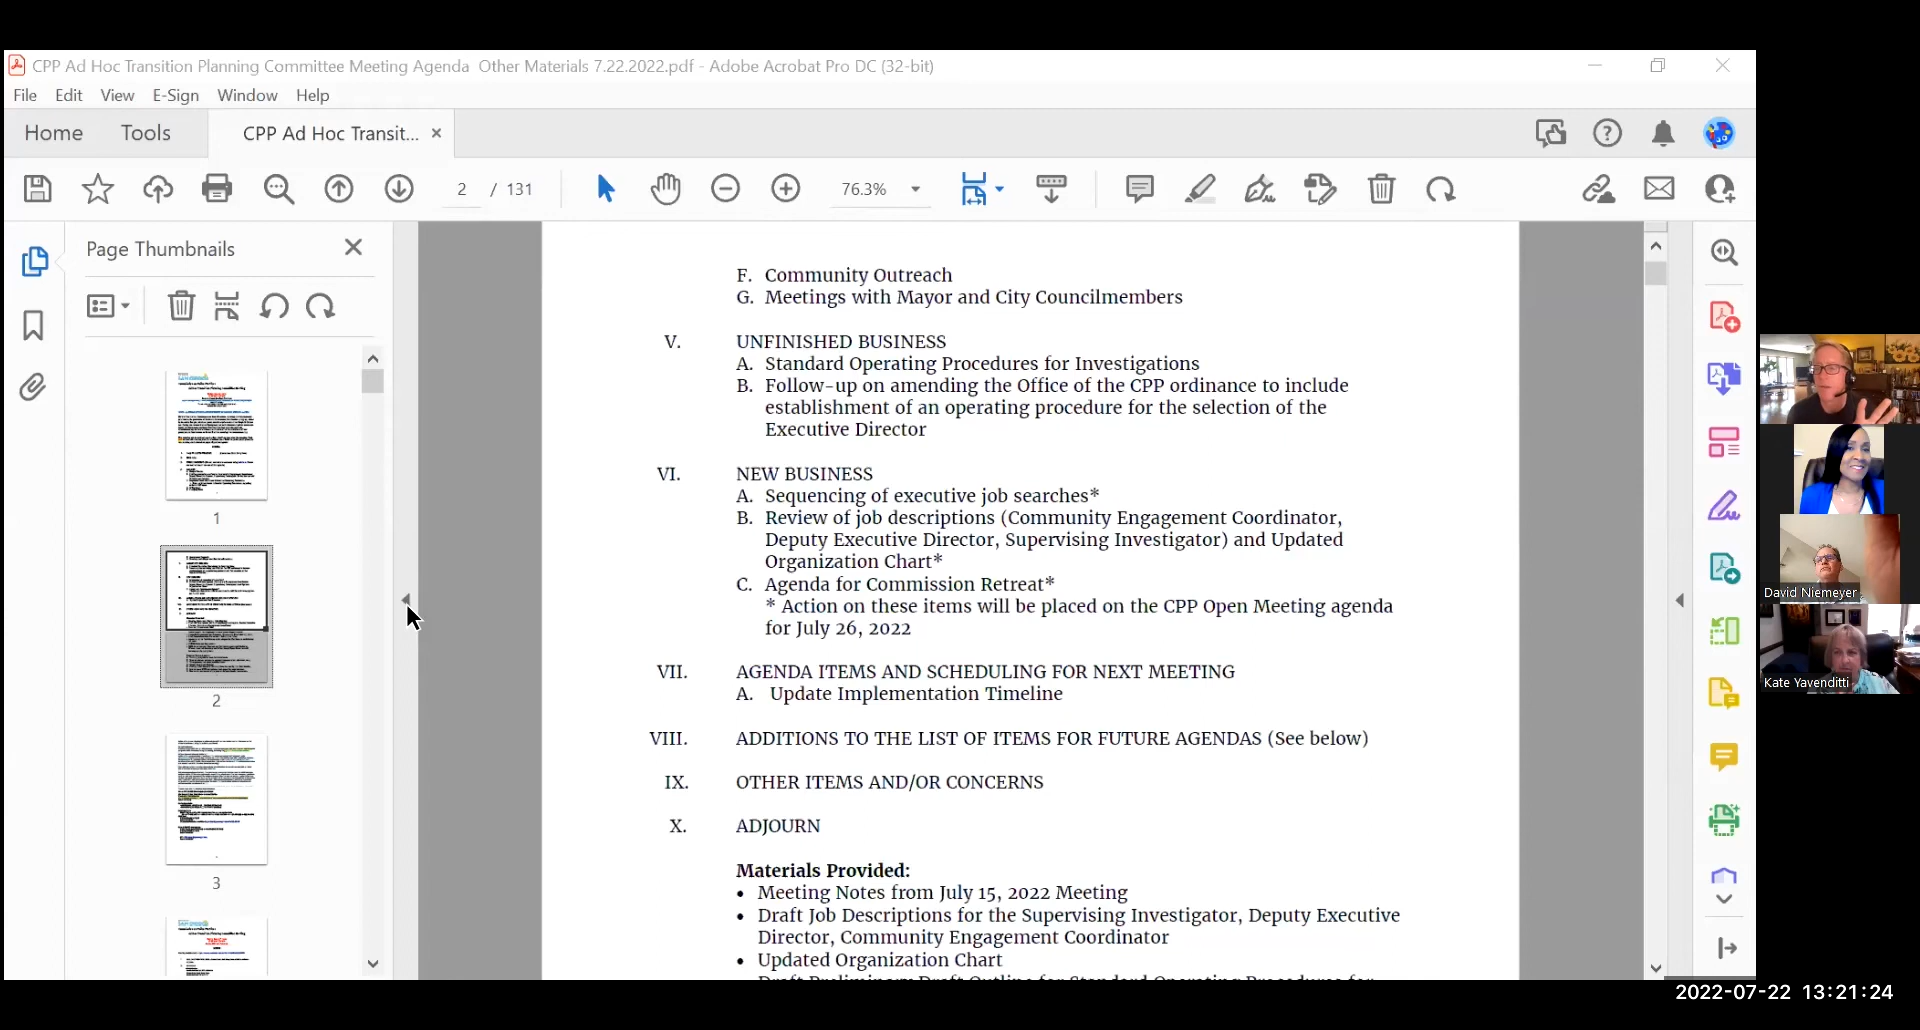 CPP Ad Hoc Transition Planning Committee Meeting Agenda  Other Materials 7.22.2022.pdf - Adobe Acrobat Pro DC (32-bit)
File Edit View E-Sign Window Help
Home Tools CPP Ad Hoc Transit... ×
2 / 131 76.3%
Page Thumbnails
1
2
3
F. Community Outreach
G. Meetings with Mayor and City Councilmembers
V. UNFINISHED BUSINESS
A. Standard Operating Procedures for Investigations
B. Follow-up on amending the Office of the CPP ordinance to include
establishment of an operating procedure for the selection of the
Executive Director
VI. NEW BUSINESS
A. Sequencing of executive job searches*
B. Review of job descriptions (Community Engagement Coordinator,
Deputy Executive Director, Supervising Investigator) and Updated
Organization Chart*
C. Agenda for Commission Retreat*
* Action on these items will be placed on the CPP Open Meeting agenda
for July 26, 2022
VII. AGENDA ITEMS AND SCHEDULING FOR NEXT MEETING
A. Update Implementation Timeline
VIII. ADDITIONS TO THE LIST OF ITEMS FOR FUTURE AGENDAS (See below)
IX. OTHER ITEMS AND/OR CONCERNS
X. ADJOURN
Materials Provided:
• Meeting Notes from July 15, 2022 Meeting
• Draft Job Descriptions for the Supervising Investigator, Deputy Executive
Director, Community Engagement Coordinator
• Updated Organization Chart
Draft Preliminary Draft Outline for Standard Operating Procedures for
David Niemeyer
Kate Yavenditti
2022-07-22 13:21:24